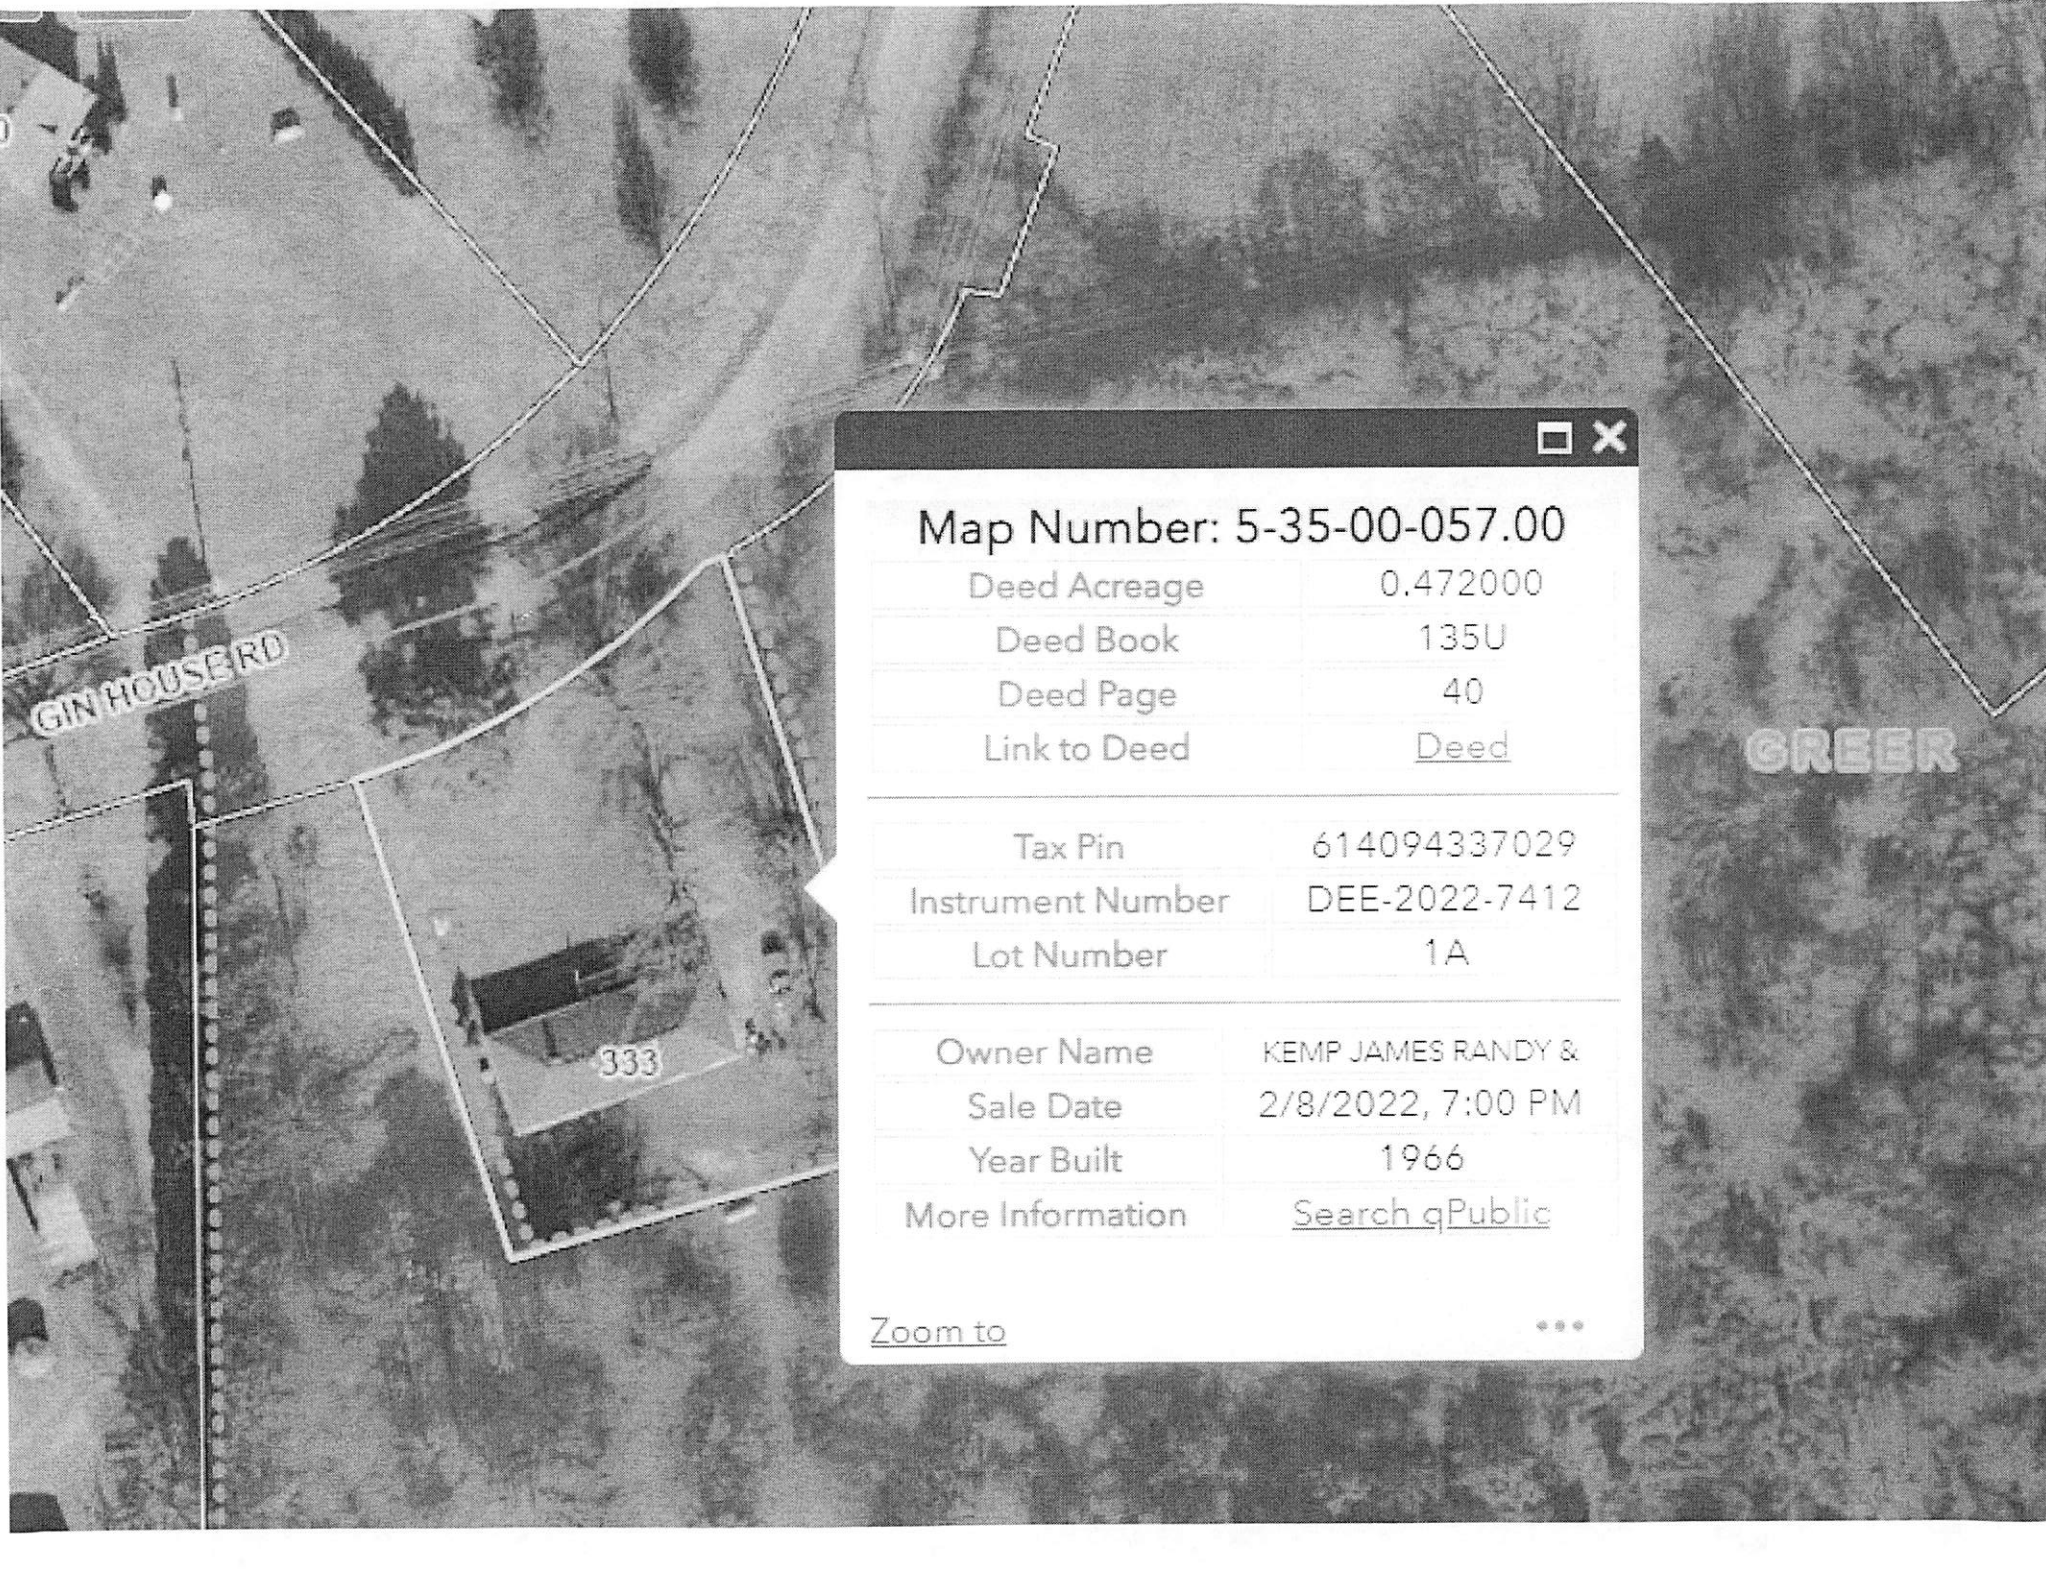 GIN HOUSE RD
333
GREER
Map Number: 5-35-00-057.00
Deed Acreage 0.472000
Deed Book 135U
Deed Page 40
Link to Deed Deed
Tax Pin 614094337029
Instrument Number DEE-2022-7412
Lot Number 1A
Owner Name KEMP JAMES RANDY &
Sale Date 2/8/2022, 7:00 PM
Year Built 1966
More Information Search qPublic
Zoom to